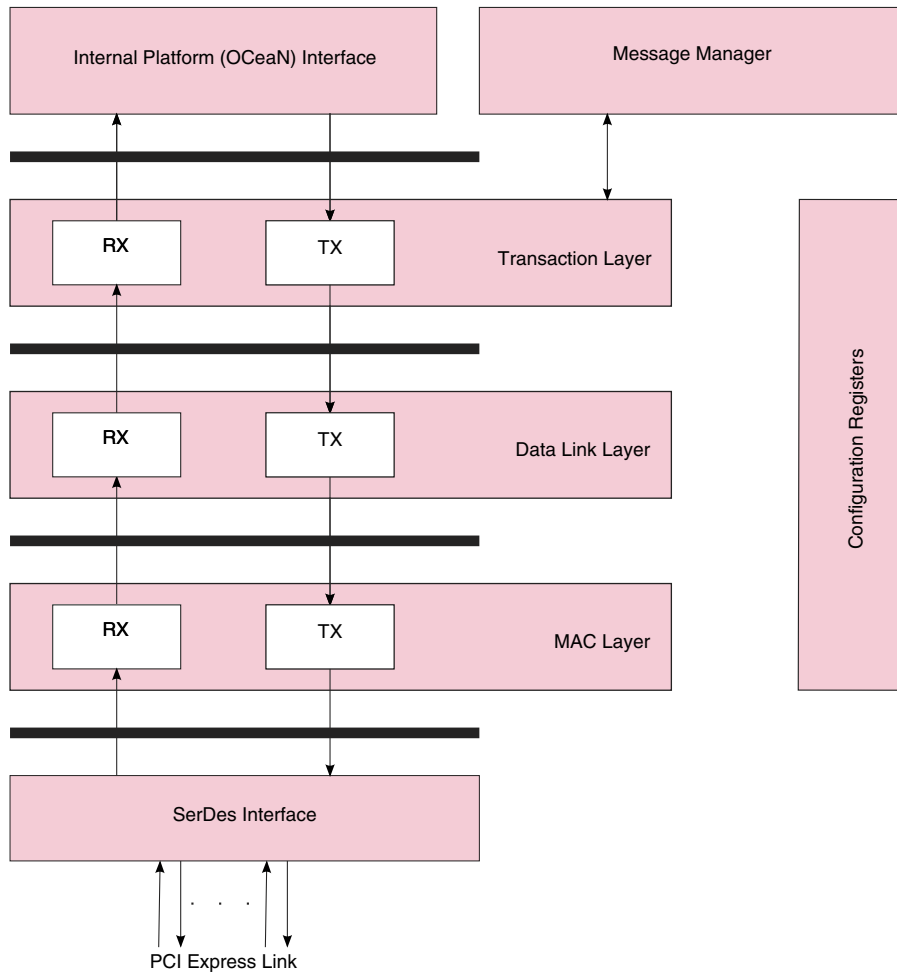 Internal Platform (OCeaN) Interface
Message Manager
RX
TX
Transaction Layer
RX
TX
Data Link Layer
Configuration Registers
RX
TX
MAC Layer
SerDes Interface
. . .
PCI Express Link